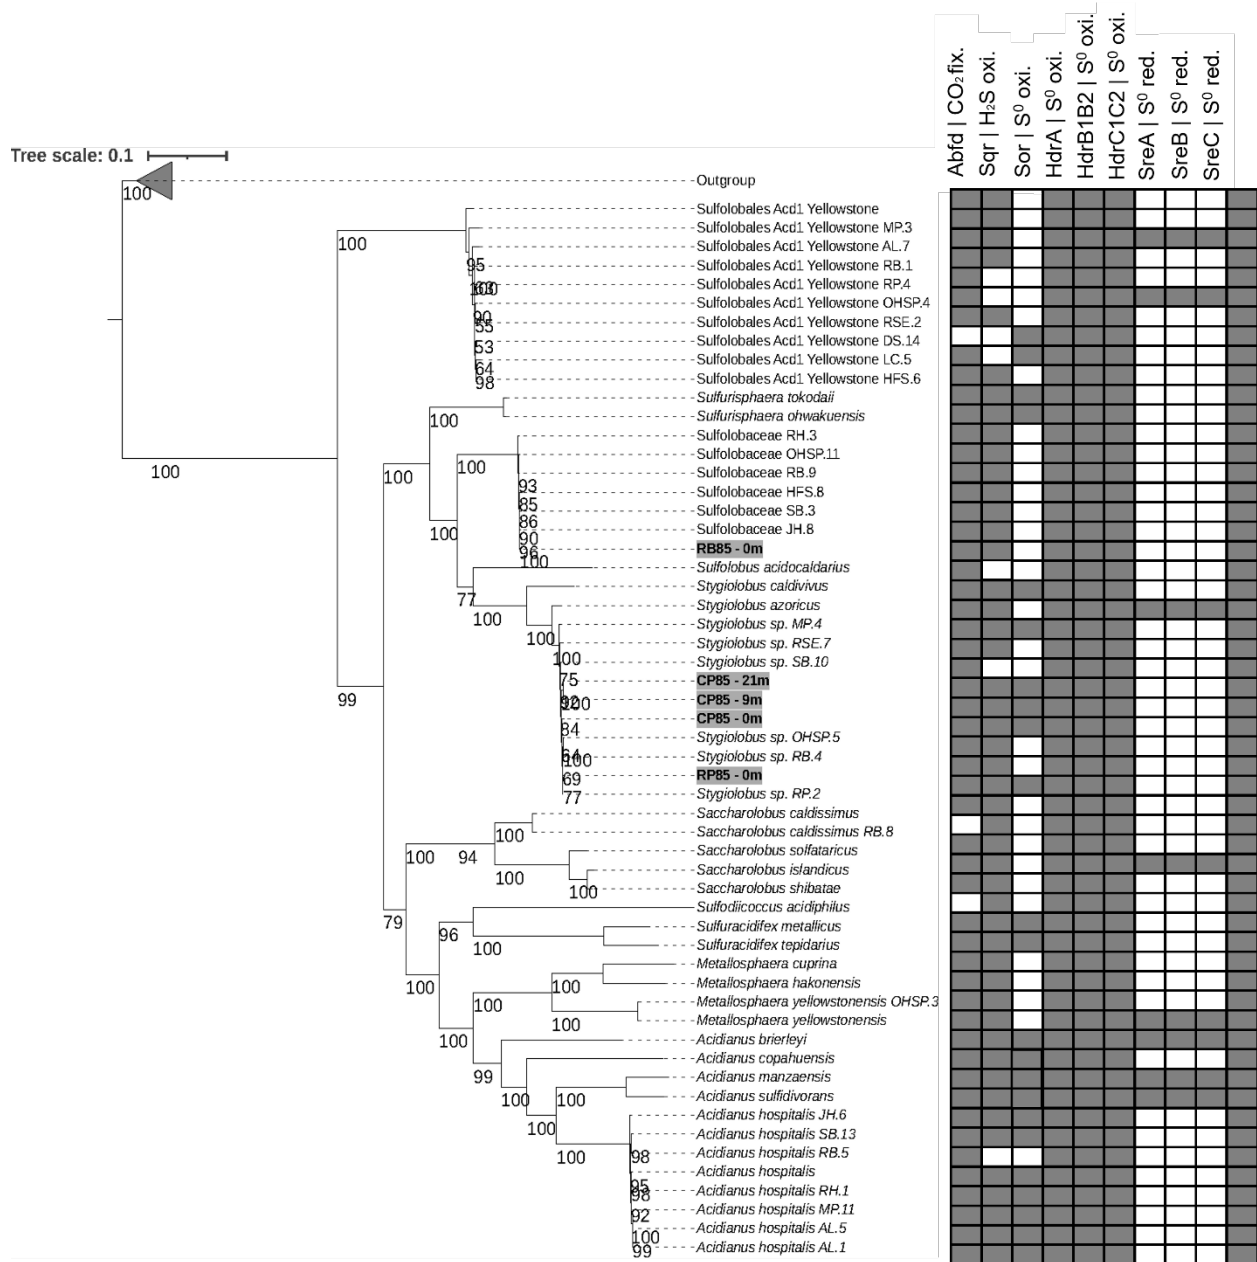 Abfd | CO2 fix.
Sqr | H2S oxi.
Sor | S0 oxi.
HdrA | S0 oxi.
HdrB1B2 | S0 oxi.
HdrC1C2 | S0 oxi.
SreA | S0 red.
SreB | S0 red.
SreC | S0 red.
Tree scale: 0.1
100
Outgroup
Sulfolobales Acd1 Yellowstone
Sulfolobales Acd1 Yellowstone MP.3
100
Sulfolobales Acd1 Yellowstone AL.7
95
Sulfolobales Acd1 Yellowstone RB.1
Sulfolobales Acd1 Yellowstone RP.4
Sulfolobales Acd1 Yellowstone OHSP.4
90
Sulfolobales Acd1 Yellowstone RSE.2
55
Sulfolobales Acd1 Yellowstone DS.14
53
Sulfolobales Acd1 Yellowstone LC.5
64
Sulfolobales Acd1 Yellowstone HFS.6
98
Sulfurisphaera tokodaii
Sulfurisphaera ohwakuensis
100
Sulfolobaceae RH.3
Sulfolobaceae OHSP.11
100
100
100
Sulfolobaceae RB.9
93
Sulfolobaceae HFS.8
85
Sulfolobaceae SB.3
86
Sulfolobaceae JH.8
100
90
RB85 - 0m
96
100
Sulfolobus acidocaldarius
Stygiolobus caldivivus
77
Stygiolobus azoricus
100
Stygiolobus sp. MP.4
100
Stygiolobus sp. RSE.7
100
Stygiolobus sp. SB.10
75
CP85 - 21m
99
CP85 - 9m
100
CP85 - 0m
84
Stygiolobus sp. OHSP.5
64
Stygiolobus sp. RB.4
100
RP85 - 0m
69
Stygiolobus sp. RP.2
77
Saccharolobus caldissimus
100
Saccharolobus caldissimus RB.8
100
94
Saccharolobus solfataricus
100
Saccharolobus islandicus
100
Saccharolobus shibatae
79
Sulfodiicoccus acidiphilus
96
Sulfuracidifex metallicus
100
Sulfuracidifex tepidarius
Metallosphaera cuprina
100
100
100
Metallosphaera hakonensis
Metallosphaera yellowstonensis OHSP.3
100
Metallosphaera yellowstonensis
100
Acidianus brierleyi
Acidianus copahuensis
99
Acidianus manzaensis
100
100
Acidianus sulfidivorans
Acidianus hospitalis JH.6
100
Acidianus hospitalis SB.13
100
98
Acidianus hospitalis RB.5
Acidianus hospitalis
95
98
Acidianus hospitalis RH.1
Acidianus hospitalis MP.11
92
Acidianus hospitalis AL.5
100
Acidianus hospitalis AL.1
99